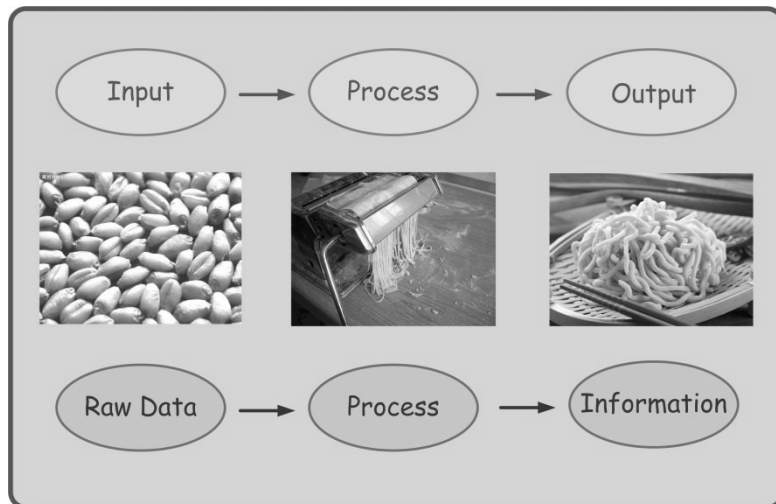 Input
Process
Output
Raw Data
Process
Information